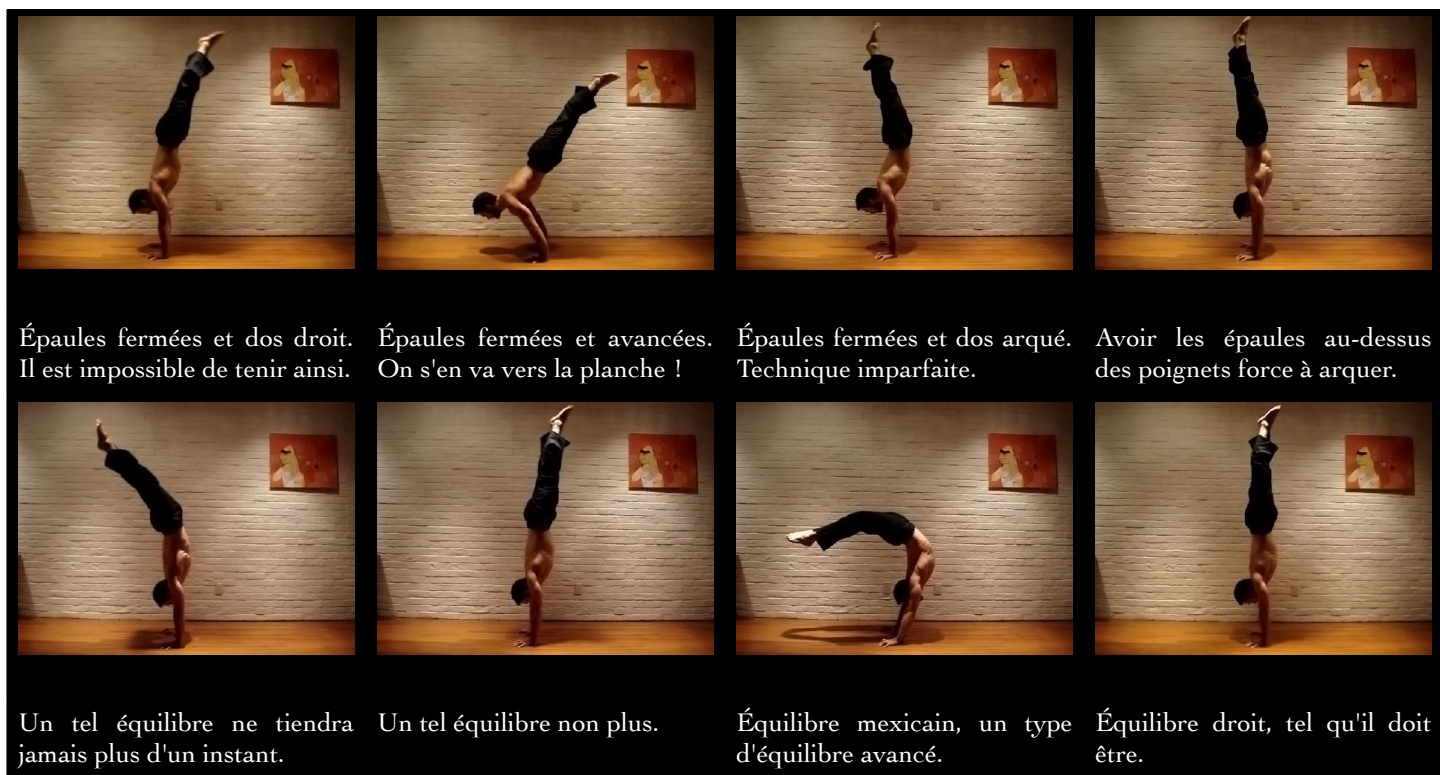 Épaules fermées et dos droit.
Il est impossible de tenir ainsi.
Épaules fermées et avancées.
On s'en va vers la planche !
Épaules fermées et dos arqué.
Technique imparfaite.
Avoir les épaules au-dessus
des poignets force à arquer.
Un tel équilibre ne tiendra
jamais plus d'un instant.
Un tel équilibre non plus.
Équilibre mexicain, un type
d'équilibre avancé.
Équilibre droit, tel qu'il doit
être.